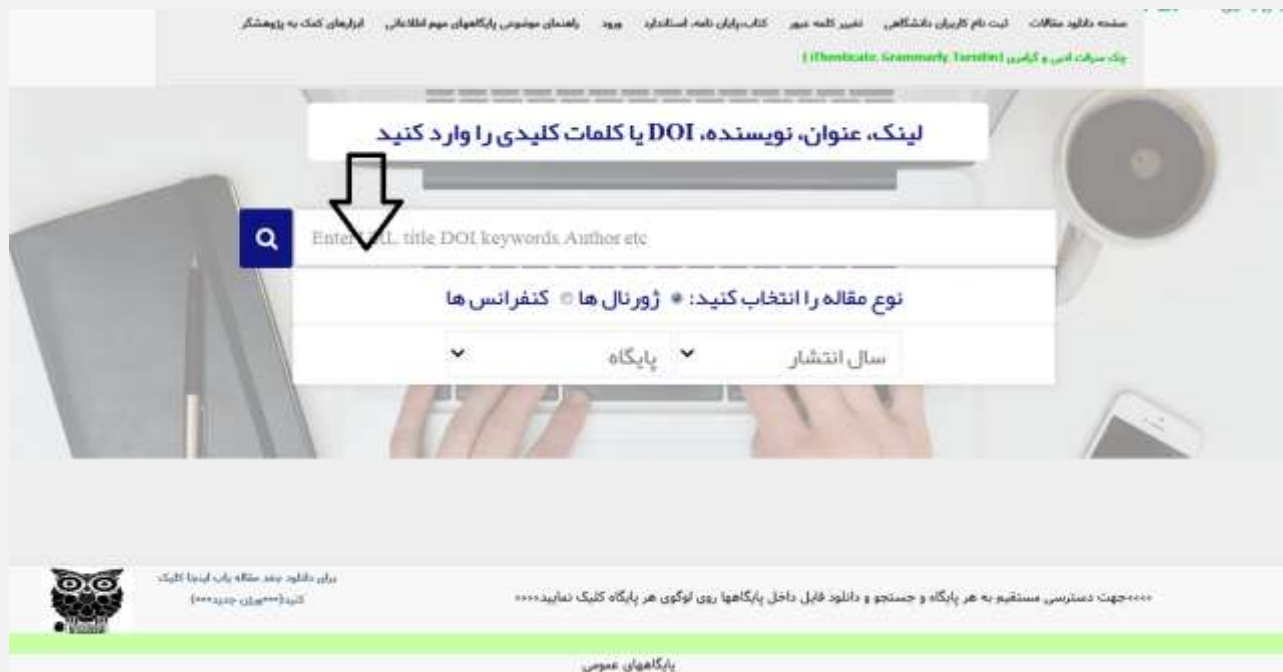 صفحه دانلود مقالات ثبت نام کاربران دانشگاهی تغییر کلمه عبور کتاب،پایان نامه، استاندارد ورود راهنمای موضوعی پایگاههای مهم اطلاعاتی ابزارهای کمک به پژوهشگر
چک سرقت ادبی و گرامری (iThenticate, Grammarly, Turnitin)
لینک، عنوان، نویسنده، DOI یا کلمات کلیدی را وارد کنید
Enter URL title DOI keywords Author etc
نوع مقاله را انتخاب کنید: ژورنال ها کنفرانس ها
سال انتشار پایگاه
برای دانلود چند مقاله یاب اینجا کلیک
کنید(***ورژن جدید***)
>>>>جهت دسترسی مستقیم به هر پایگاه و جستجو و دانلود فایل داخل پایگاهها روی لوگوی هر پایگاه کلیک نمایید<<<<
پایگاههای عمومی